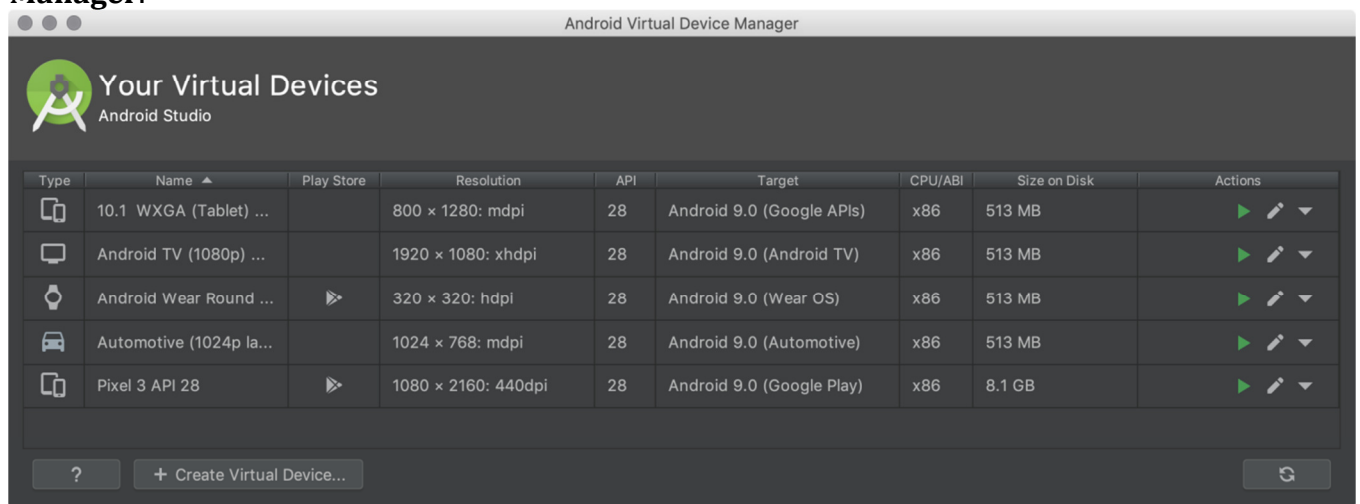 Manager.
Android Virtual Device Manager
Your Virtual Devices
Android Studio
Type Name Play Store Resolution API Target CPU/ABI Size on Disk Actions
10.1 WXGA (Tablet) ... 800 × 1280: mdpi 28 Android 9.0 (Google APIs) x86 513 MB
Android TV (1080p) ... 1920 × 1080: xhdpi 28 Android 9.0 (Android TV) x86 513 MB
Android Wear Round ... 320 × 320: hdpi 28 Android 9.0 (Wear OS) x86 513 MB
Automotive (1024p la... 1024 × 768: mdpi 28 Android 9.0 (Automotive) x86 513 MB
Pixel 3 API 28 1080 × 2160: 440dpi 28 Android 9.0 (Google Play) x86 8.1 GB
? + Create Virtual Device...